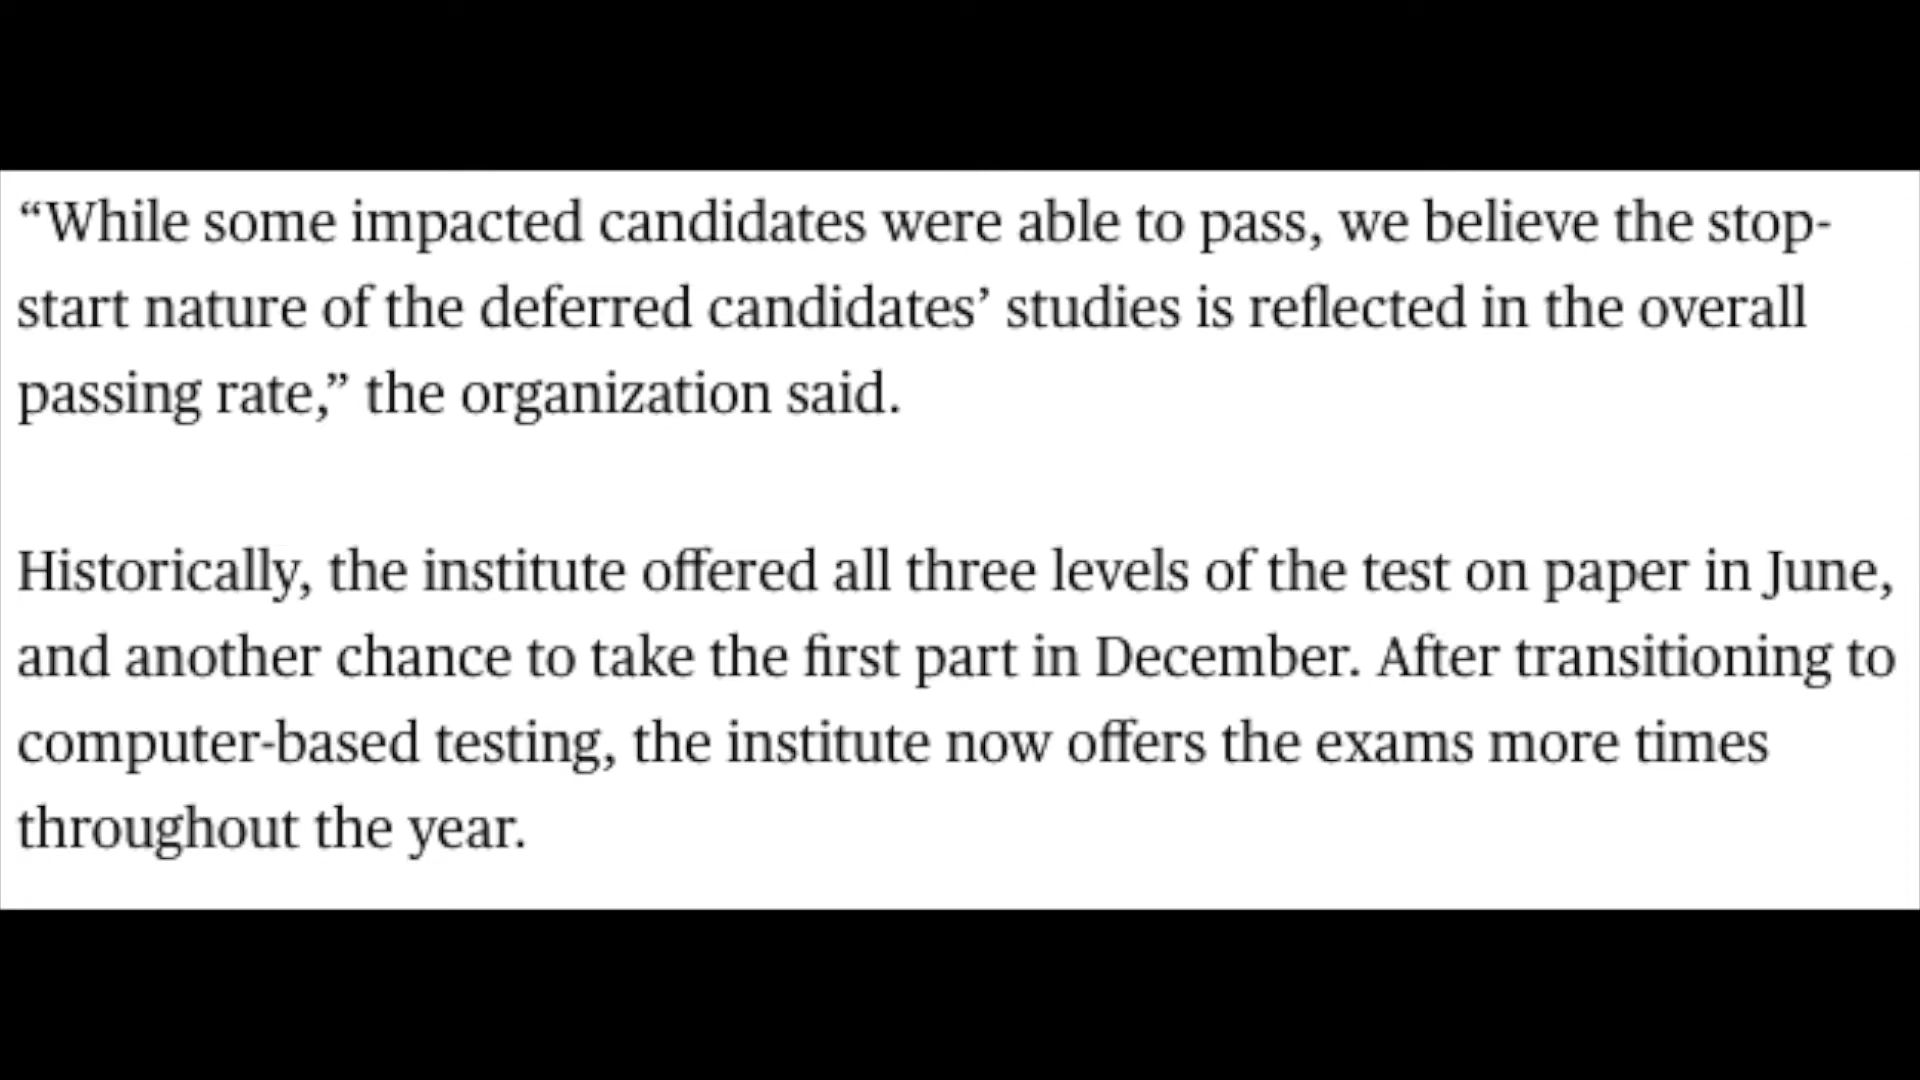 “While some impacted candidates were able to pass, we believe the stop-
start nature of the deferred candidates’ studies is reflected in the overall
passing rate,” the organization said.
Historically, the institute offered all three levels of the test on paper in June,
and another chance to take the first part in December. After transitioning to
computer-based testing, the institute now offers the exams more times
throughout the year.